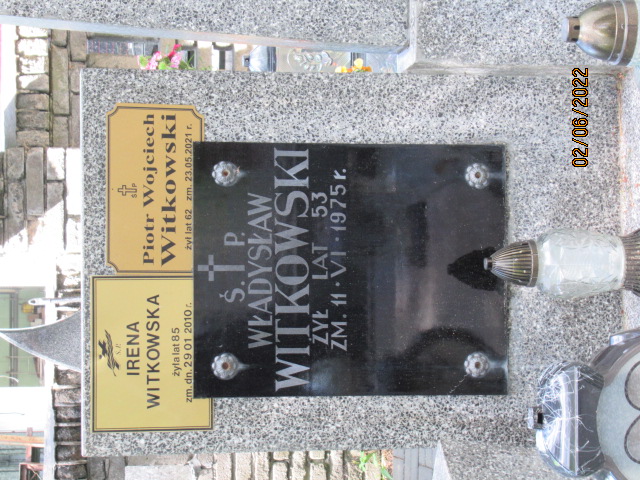 Ś P
Piotr Wojciech
Witkowski
żył lat 62 zm. 23.05.2021 r.
Ś. P.
IRENA
WITKOWSKA
żyła lat 85
zm. dn. 29 01 2010 r.
Ś. P.
WŁADYSŁAW
WITKOWSKI
ŻYŁ LAT 53
ZM. 11 · VI · 1975 r.
02/06/2022